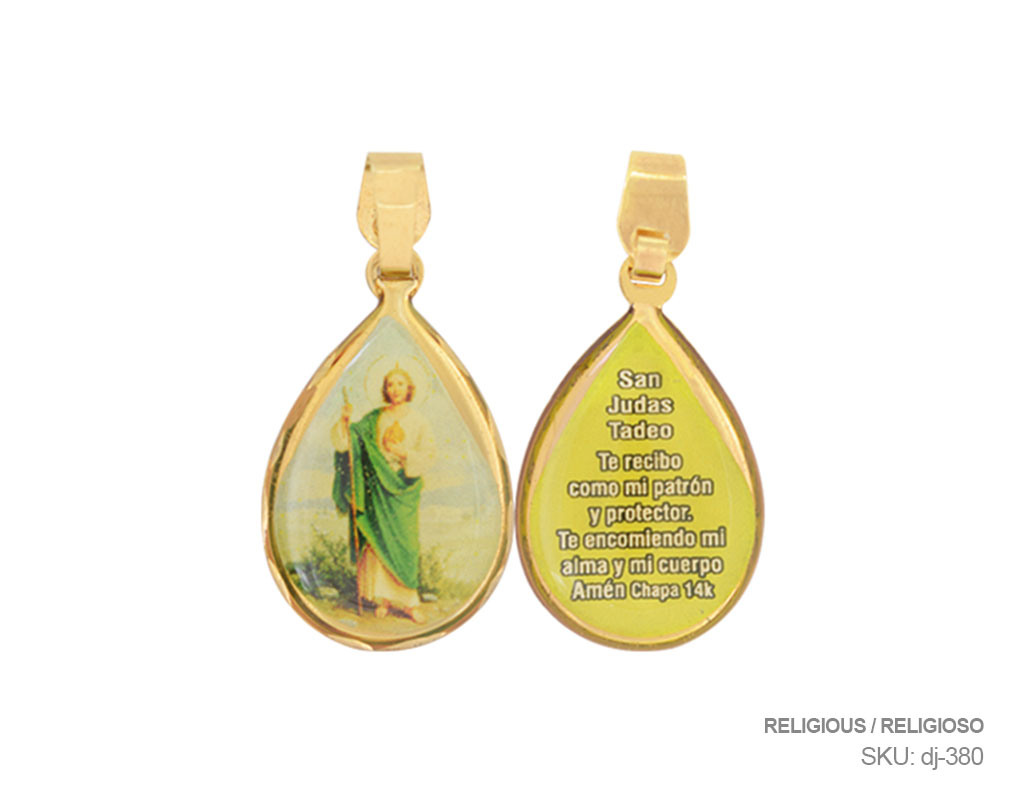 San
Judas
Tadeo
Te recibo
como mi patrón
y protector.
Te encomiendo mi
alma y mi cuerpo
Amén Chapa 14k
RELIGIOUS / RELIGIOSO
SKU: dj-380